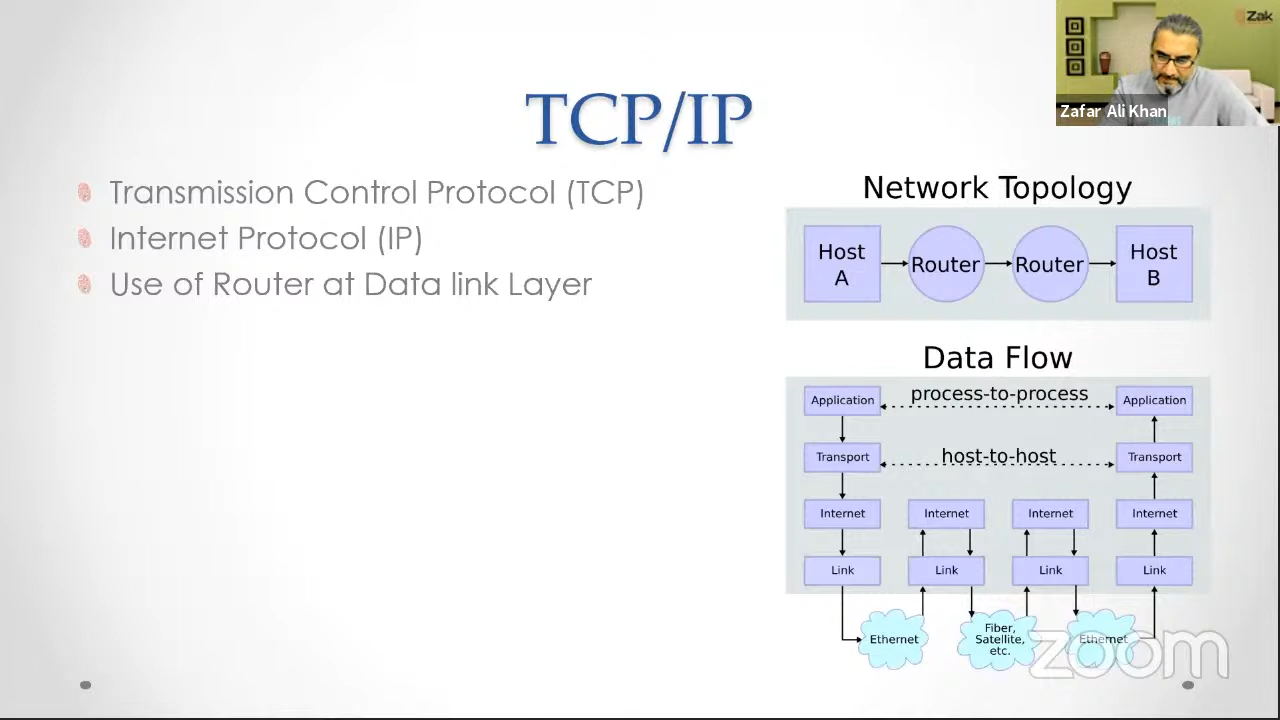 Zak
Zafar Ali Khan
TCP/IP
Transmission Control Protocol (TCP)
Internet Protocol (IP)
Use of Router at Data link Layer
Network Topology
Host A
Router
Router
Host B
Data Flow
Application
process-to-process
Application
Transport
host-to-host
Transport
Internet
Internet
Internet
Internet
Link
Link
Link
Link
Ethernet
Fiber,
Satellite,
etc.
Ethernet
zoom